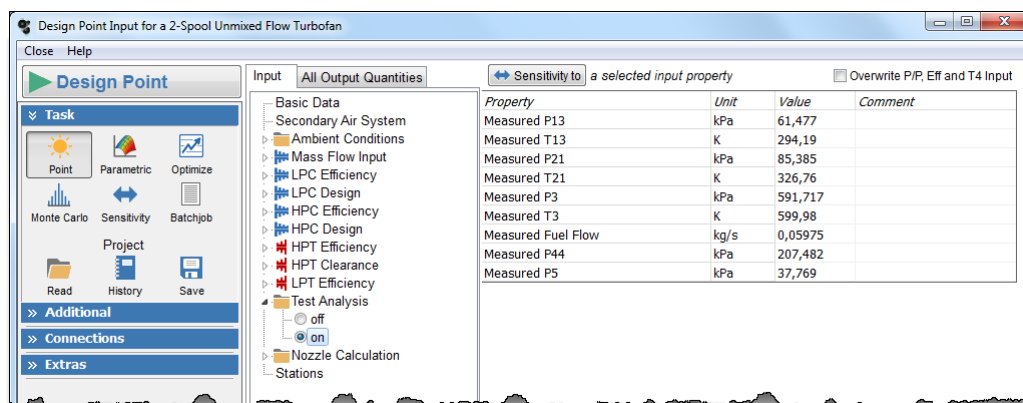 Design Point Input for a 2-Spool Unmixed Flow Turbofan
Close Help
Design Point
Task
Point Parametric Optimize
Monte Carlo Sensitivity Batchjob
Project
Read History Save
Additional
Connections
Extras
Input All Output Quantities
Basic Data
Secondary Air System
Ambient Conditions
Mass Flow Input
LPC Efficiency
LPC Design
HPC Efficiency
HPC Design
HPT Efficiency
HPT Clearance
LPT Efficiency
Test Analysis
off
on
Nozzle Calculation
Stations
Sensitivity to a selected input property Overwrite P/P, Eff and T4 Input
Property Unit Value Comment
Measured P13 kPa 61,477
Measured T13 K 294,19
Measured P21 kPa 85,385
Measured T21 K 326,76
Measured P3 kPa 591,717
Measured T3 K 599,98
Measured Fuel Flow kg/s 0,05975
Measured P44 kPa 207,482
Measured P5 kPa 37,769